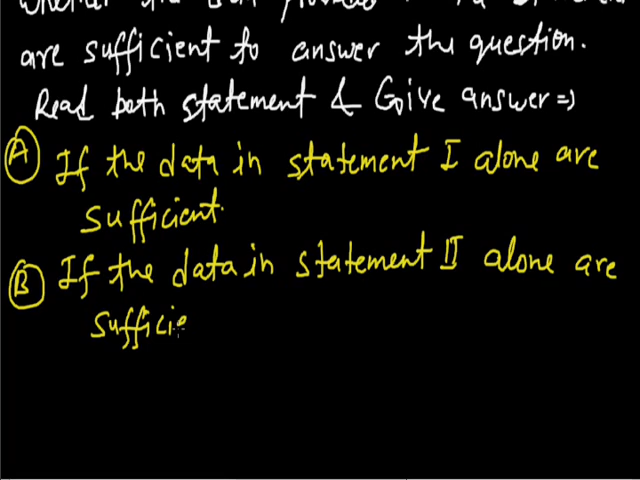 are sufficient to answer the question.
Read both statement & Give answer =>
A If the data in statement I alone are
sufficient.
B If the data in statement II alone are
sufficie